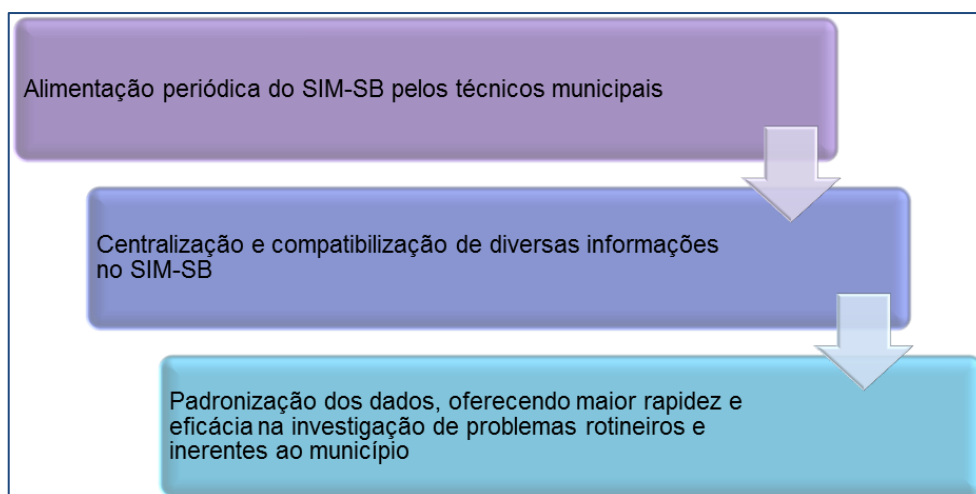 Alimentação periódica do SIM-SB pelos técnicos municipais
Centralização e compatibilização de diversas informações
no SIM-SB
Padronização dos dados, oferecendo maior rapidez e
eficácia na investigação de problemas rotineiros e
inerentes ao município